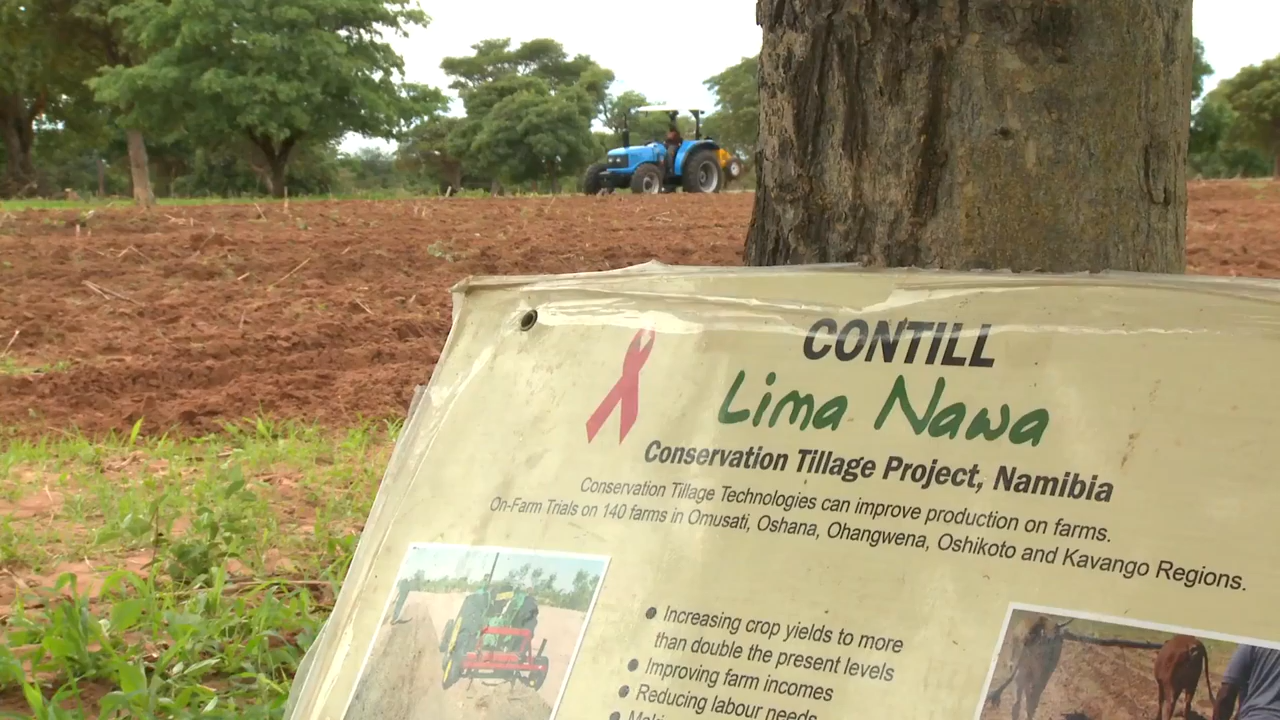 CONTILL
Lima Nawa
Conservation Tillage Project, Namibia
Conservation Tillage Technologies can improve production on farms.
On-Farm Trials on 140 farms in Omusati, Oshana, Ohangwena, Oshikoto and Kavango Regions.
• Increasing crop yields to more
than double the present levels
• Improving farm incomes
• Reducing labour needs